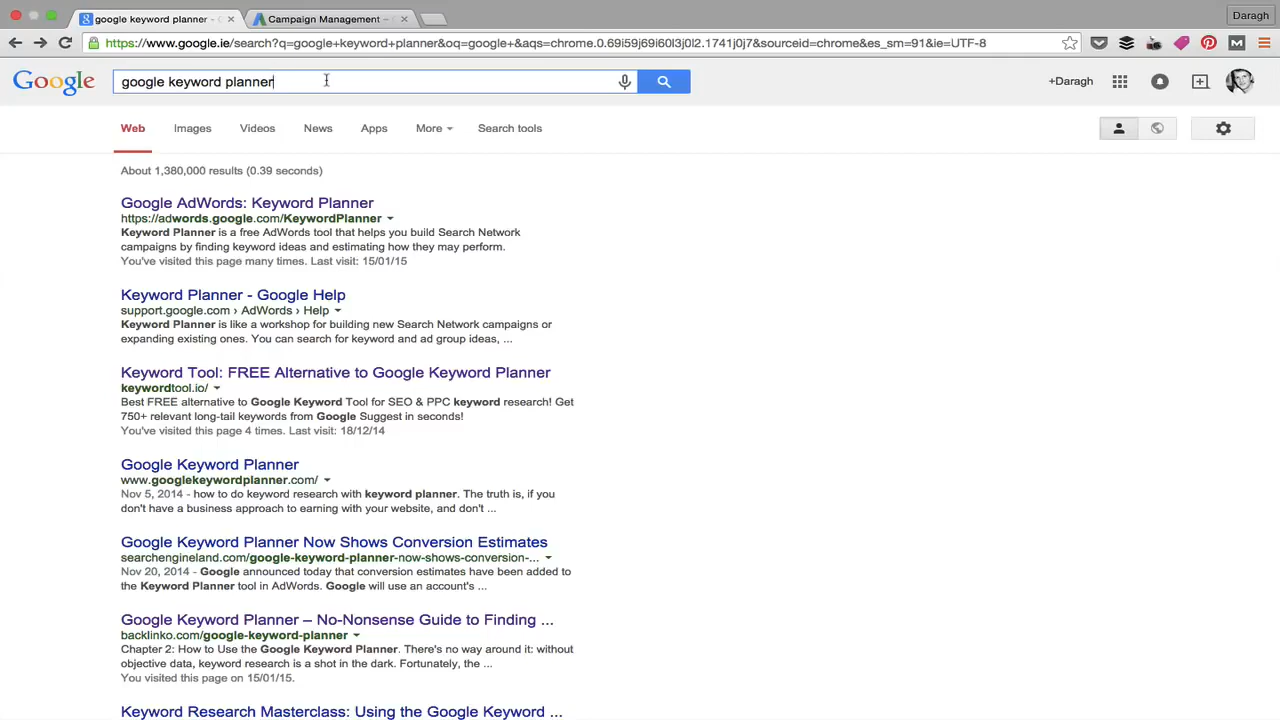 google keyword planner - G
Campaign Management – G
Daragh
https://www.google.ie/search?q=google+keyword+planner&oq=google+&aqs=chrome.0.69i59j69i60l3j0l2.1741j0j7&sourceid=chrome&es_sm=91&ie=UTF-8
Google
google keyword planner
+Daragh
Web
Images
Videos
News
Apps
More
Search tools
About 1,380,000 results (0.39 seconds)
Google AdWords: Keyword Planner
https://adwords.google.com/KeywordPlanner
Keyword Planner is a free AdWords tool that helps you build Search Network
campaigns by finding keyword ideas and estimating how they may perform.
You've visited this page many times. Last visit: 15/01/15
Keyword Planner - Google Help
support.google.com › AdWords › Help
Keyword Planner is like a workshop for building new Search Network campaigns or
expanding existing ones. You can search for keyword and ad group ideas, ...
Keyword Tool: FREE Alternative to Google Keyword Planner
keywordtool.io/
Best FREE alternative to Google Keyword Tool for SEO & PPC keyword research! Get
750+ relevant long-tail keywords from Google Suggest in seconds!
You've visited this page 4 times. Last visit: 18/12/14
Google Keyword Planner
www.googlekeywordplanner.com/
Nov 5, 2014 - how to do keyword research with keyword planner. The truth is, if you
don't have a business approach to earning with your website, and don't ...
Google Keyword Planner Now Shows Conversion Estimates
searchengineland.com/google-keyword-planner-now-shows-conversion-...
Nov 20, 2014 - Google announced today that conversion estimates have been added to
the Keyword Planner tool in AdWords. Google will use an account's ...
Google Keyword Planner – No-Nonsense Guide to Finding ...
backlinko.com/google-keyword-planner
Chapter 2: How to Use the Google Keyword Planner. There's no way around it: without
objective data, keyword research is a shot in the dark. Fortunately, the ...
You visited this page on 15/01/15.
Keyword Research Masterclass: Using the Google Keyword ...